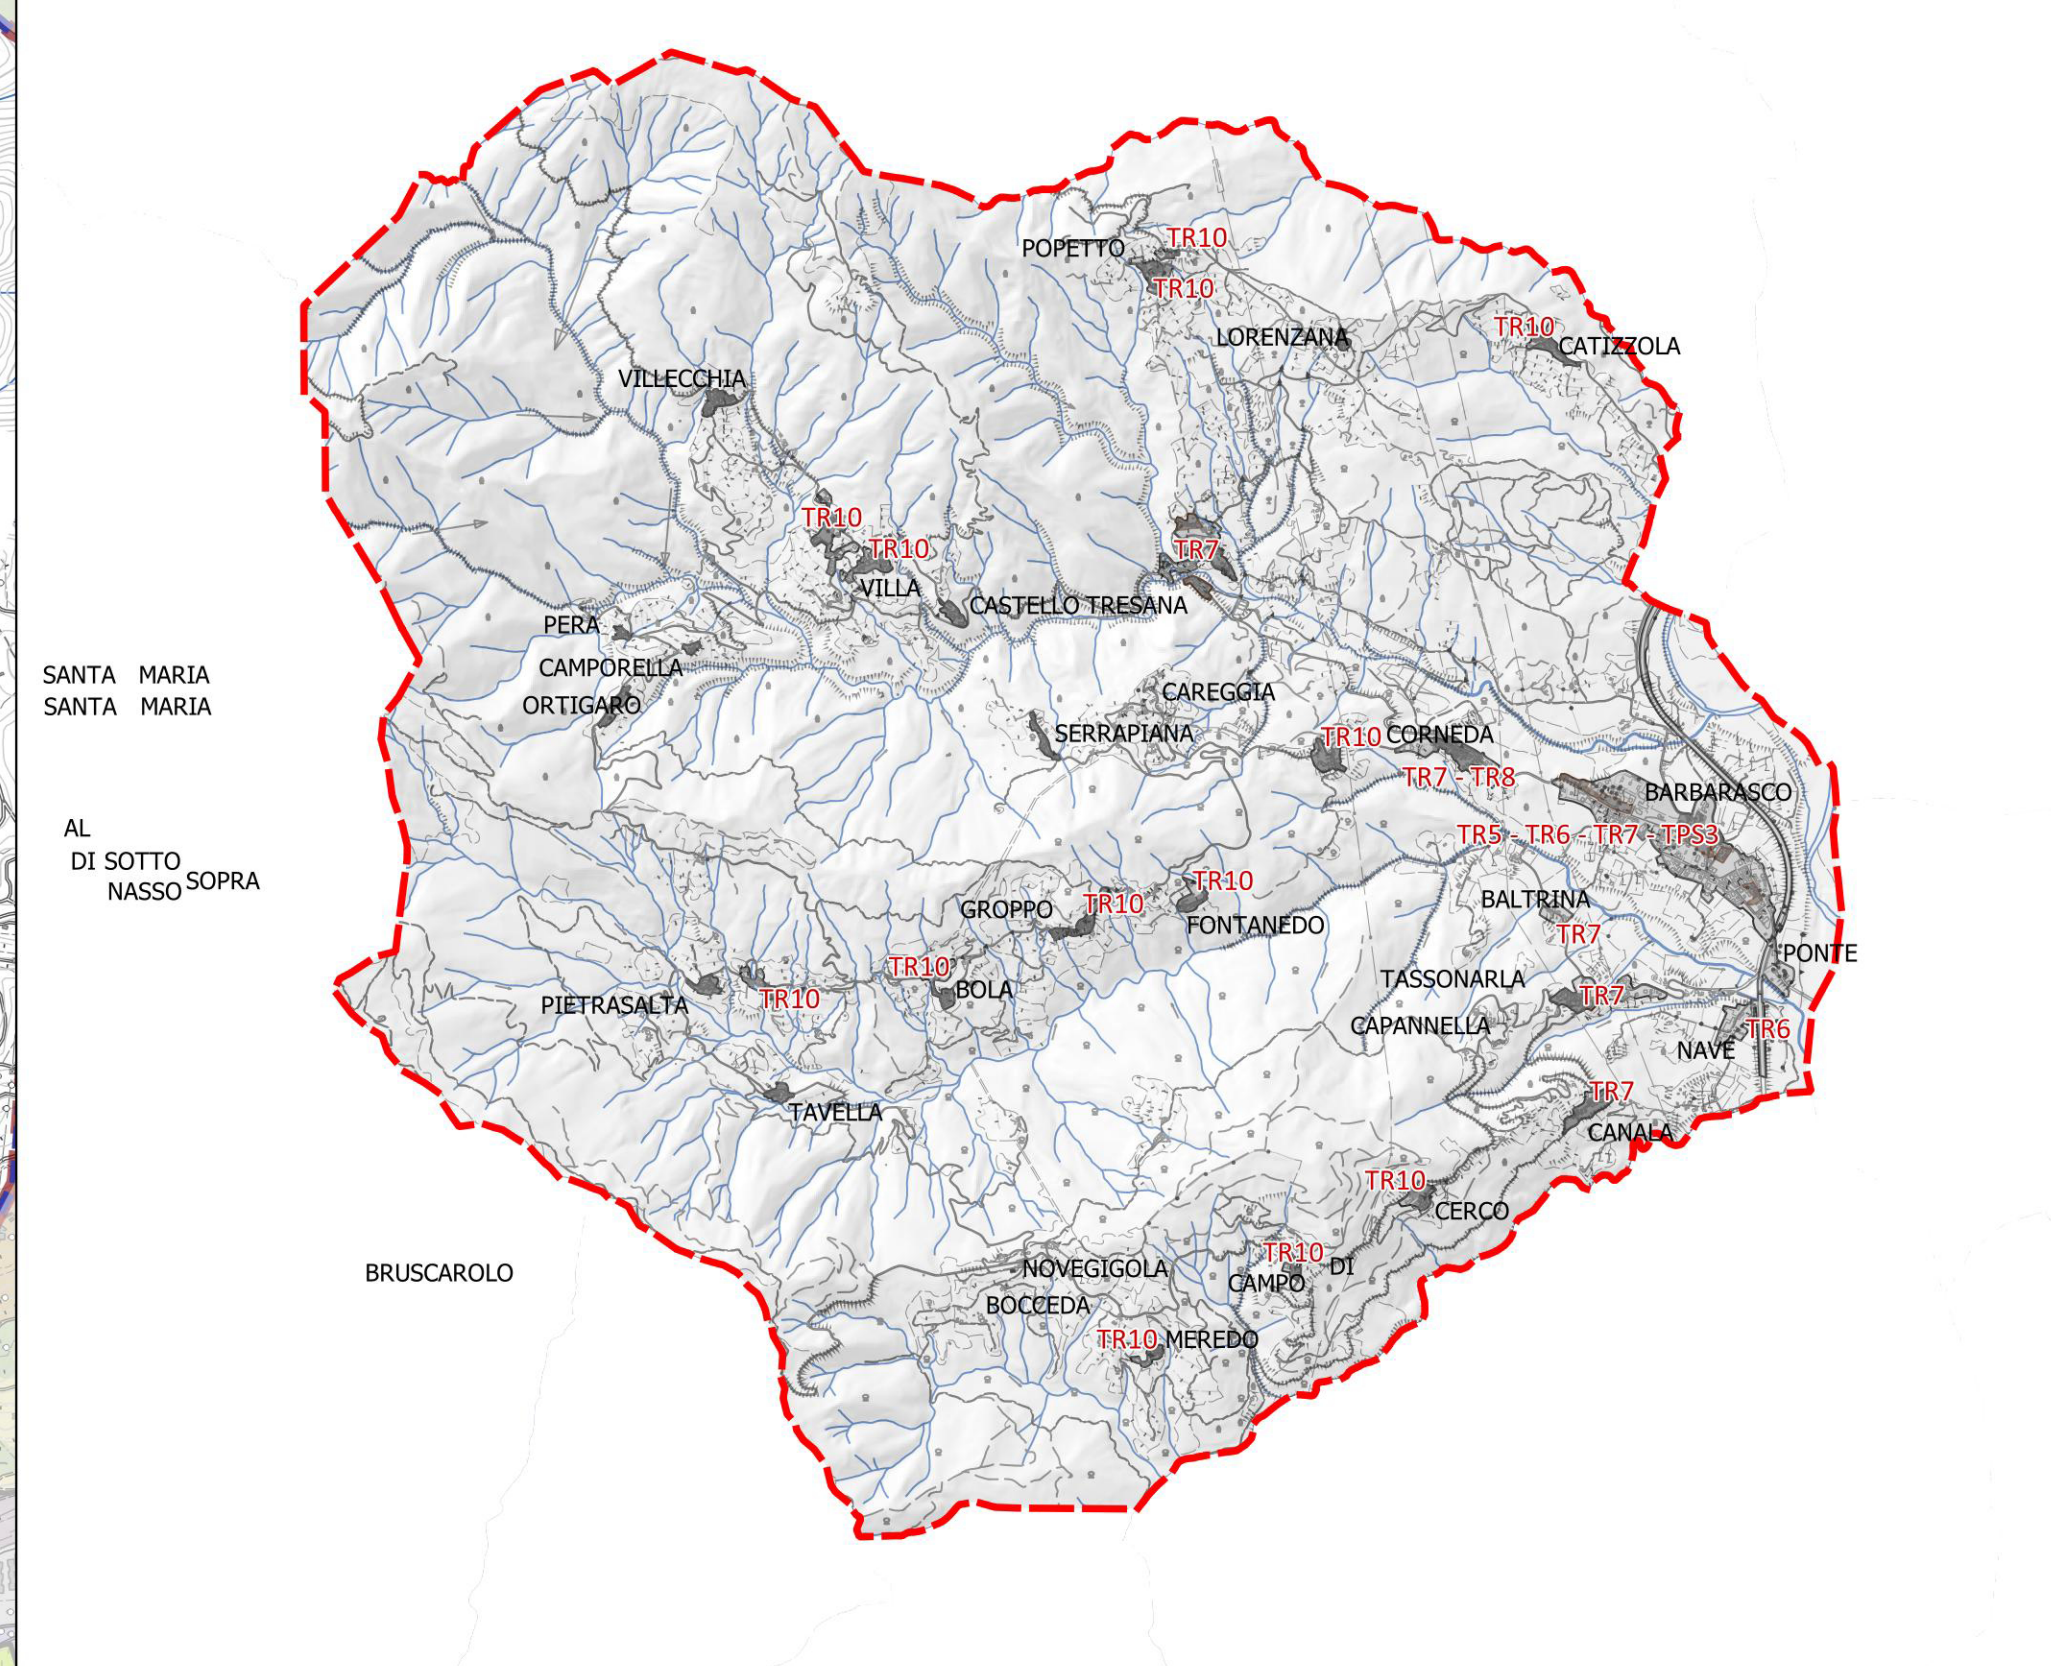 TR10
POPETTO
TR10
TR10
LORENZANA
CATIZZOLA
VILLECCHIA
TR10
TR10
TR7
VILLA
CASTELLO TRESANA
PERA
CAMPORELLA
ORTIGARO
SANTA MARIA
SANTA MARIA
CAREGGIA
SERRAPIANA
TR10 CORNEDA
TR7 - TR8
BARBARASCO
AL
DI SOTTO
NASSO
SOPRA
TR5 - TR6 - TR7 - TPS3
TR10
GROPPO
TR10
FONTANEDO
BALTRINA
TR7
PONTE
TR10
BOLA
PIETRASALTA
TR10
TASSONARLA
TR7
CAPANNELLA
TR6
NAVE
TAVELLA
TR7
CANALA
TR10
CERCO
BRUSCAROLO
NOVEGIGOLA
TR10
CAMPO
DI
BOCCEDA
TR10 MEREDO